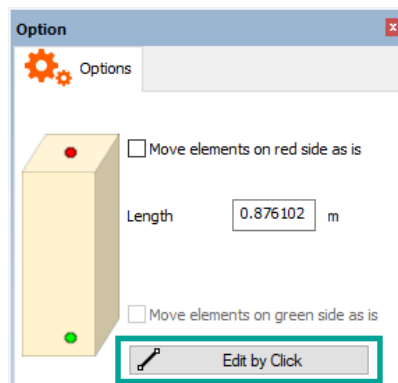 Option
x
Options
Move elements on red side as is
Length 0.876102 m
Move elements on green side as is
Edit by Click